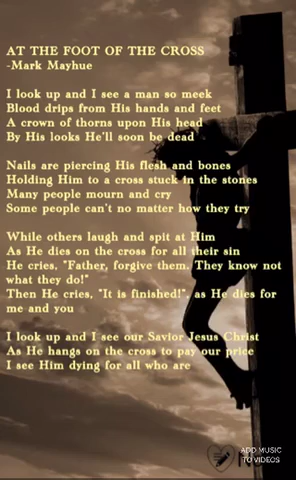 AT THE FOOT OF THE CROSS
-Mark Mayhue
I look up and I see a man so meek
Blood drips from His hands and feet
A crown of thorns upon His head
By His looks He'll soon be dead
Nails are piercing His flesh and bones
Holding Him to a cross stuck in the stones
Many people mourn and cry
Some people can't no matter how they try
While others laugh and spit at Him
As He dies on the cross for all their sin
He cries, "Father, forgive them. They know not
what they do!"
Then He cries, "It is finished!", as He dies for
me and you
I look up and I see our Savior Jesus Christ
As He hangs on the cross to pay our price
I see Him dying for all who are
ADD MUSIC
TO VIDEOS